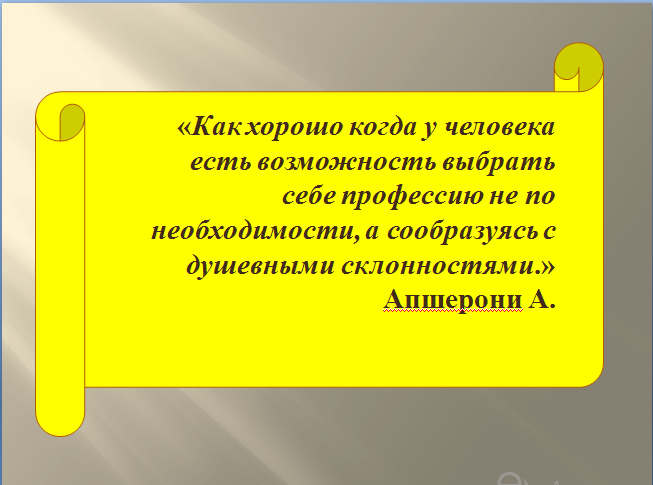 «Как хорошо когда у человека
есть возможность выбрать
себе профессию не по
необходимости, а сообразуясь с
душевными склонностями.»
Апшерони А.